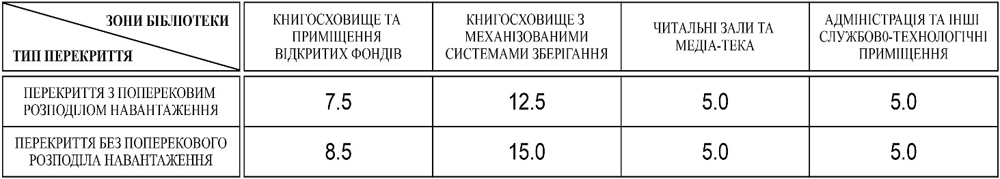 ЗОНИ БІБЛІОТЕКИ
ТИП ПЕРЕКРИТТЯ
КНИГОСХОВИЩЕ ТА
ПРИМІЩЕННЯ
ВІДКРИТИХ ФОНДІВ
КНИГОСХОВИЩЕ З
МЕХАНІЗОВАНИМИ
СИСТЕМАМИ ЗБЕРІГАННЯ
ЧИТАЛЬНІ ЗАЛИ ТА
МЕДІА-ТЕКА
АДМІНІСТРАЦІЯ ТА ІНШІ
СЛУЖБОВ0-ТЕХНОЛОГІЧНІ
ПРИМІЩЕННЯ
ПЕРЕКРИТТЯ З ПОПЕРЕКОВИМ
РОЗПОДІЛОМ НАВАНТАЖЕННЯ
7.5
12.5
5.0
5.0
ПЕРЕКРИТТЯ БЕЗ ПОПЕРЕКОВОГО
РОЗПОДІЛА НАВАНТАЖЕННЯ
8.5
15.0
5.0
5.0